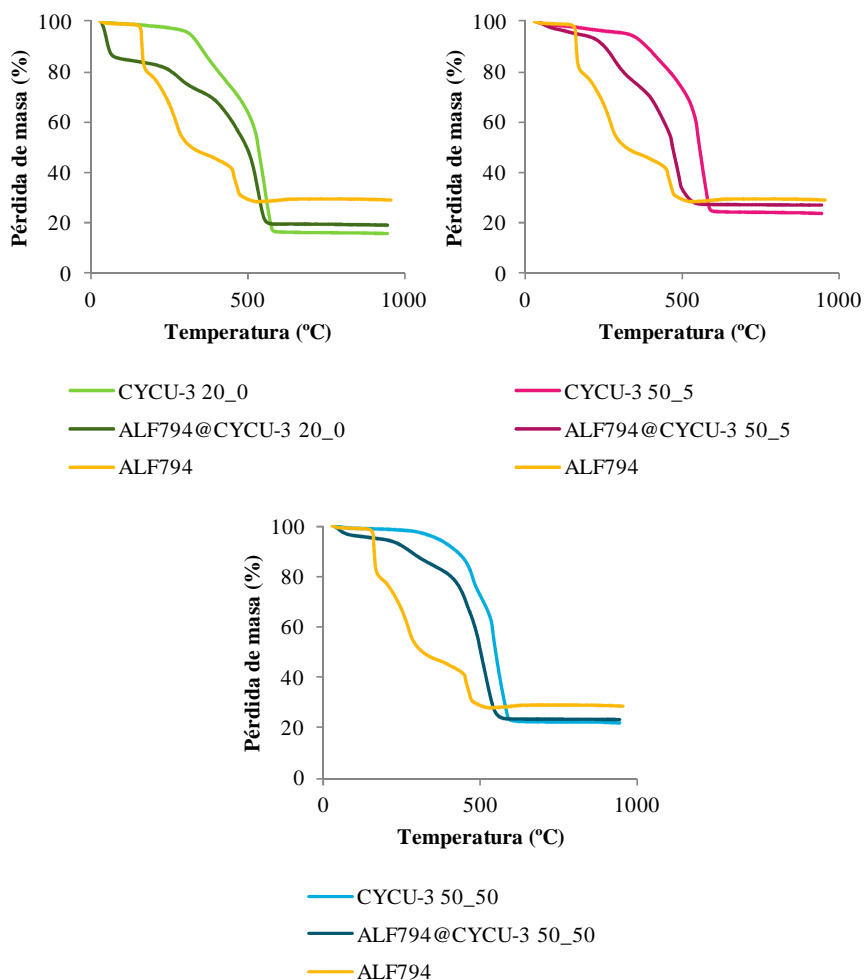 Pérdida de masa (%)
100
80
60
40
20
0
0
500
1000
Temperatura (ºC)
CYCU-3 20_0
ALF794@CYCU-3 20_0
ALF794
Pérdida de masa (%)
100
80
60
40
20
0
0
500
1000
Temperatura (ºC)
CYCU-3 50_5
ALF794@CYCU-3 50_5
ALF794
Pérdida de masa (%)
100
80
60
40
20
0
0
500
1000
Temperatura (ºC)
CYCU-3 50_50
ALF794@CYCU-3 50_50
ALF794